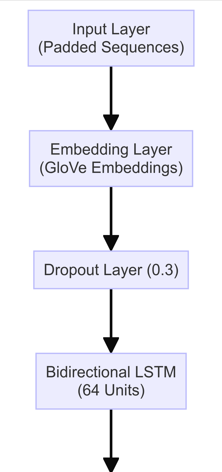 Input Layer
(Padded Sequences)
Embedding Layer
(GloVe Embeddings)
Dropout Layer (0.3)
Bidirectional LSTM
(64 Units)